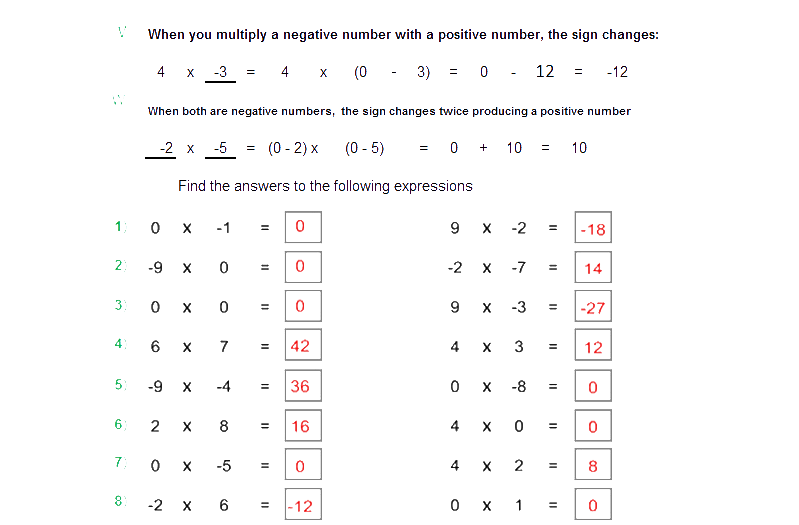 When you multiply a negative number with a positive number, the sign changes:
4 x -3 = 4 x (0 - 3) = 0 - 12 = -12
When both are negative numbers, the sign changes twice producing a positive number
-2 x -5 = (0 - 2) x (0 - 5) = 0 + 10 = 10
Find the answers to the following expressions
1) 0 x -1 = 0 9 x -2 = -18
2) -9 x 0 = 0 -2 x -7 = 14
3) 0 x 0 = 0 9 x -3 = -27
4) 6 x 7 = 42 4 x 3 = 12
5) -9 x -4 = 36 0 x -8 = 0
6) 2 x 8 = 16 4 x 0 = 0
7) 0 x -5 = 0 4 x 2 = 8
8) -2 x 6 = -12 0 x 1 = 0